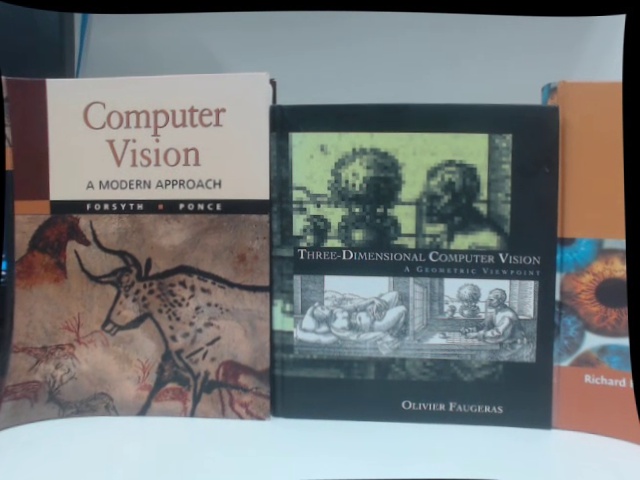 Computer
Vision
A MODERN APPROACH
FORSYTH ▪ PONCE
THREE-DIMENSIONAL COMPUTER VISION
A GEOMETRIC VIEWPOINT
OLIVIER FAUGERAS
Richard